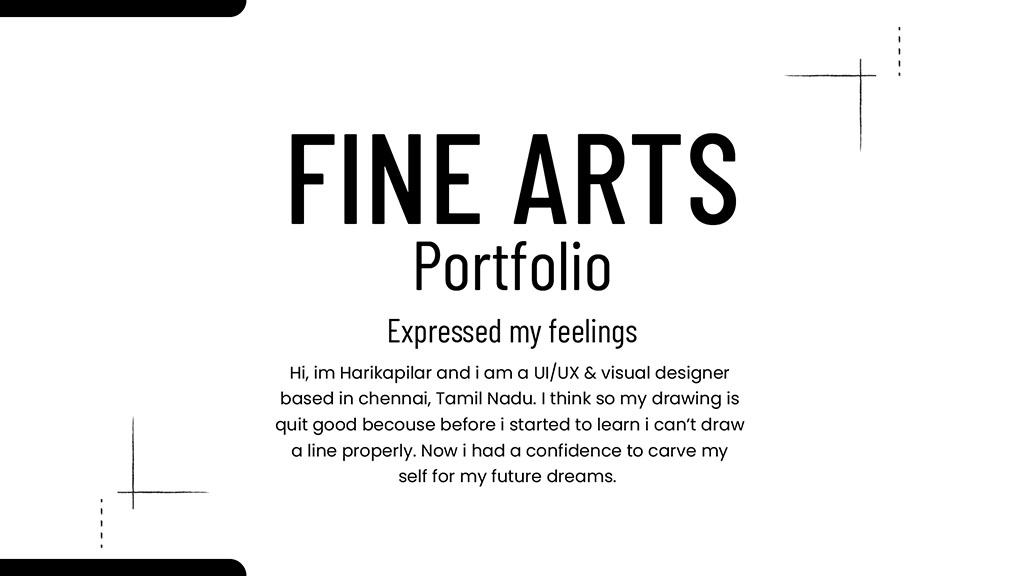 FINE ARTS
Portfolio
Expressed my feelings
Hi, im Harikapilar and i am a UI/UX & visual designer
based in chennai, Tamil Nadu. I think so my drawing is
quit good becouse before i started to learn i can't draw
a line properly. Now i had a confidence to carve my
self for my future dreams.